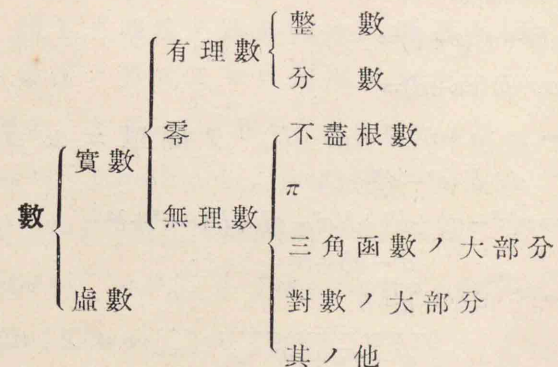 整數
有理數
分數
零
不盡根數
實數
π
數
無理數
三角函數ノ大部分
虛數
對數ノ大部分
其ノ他